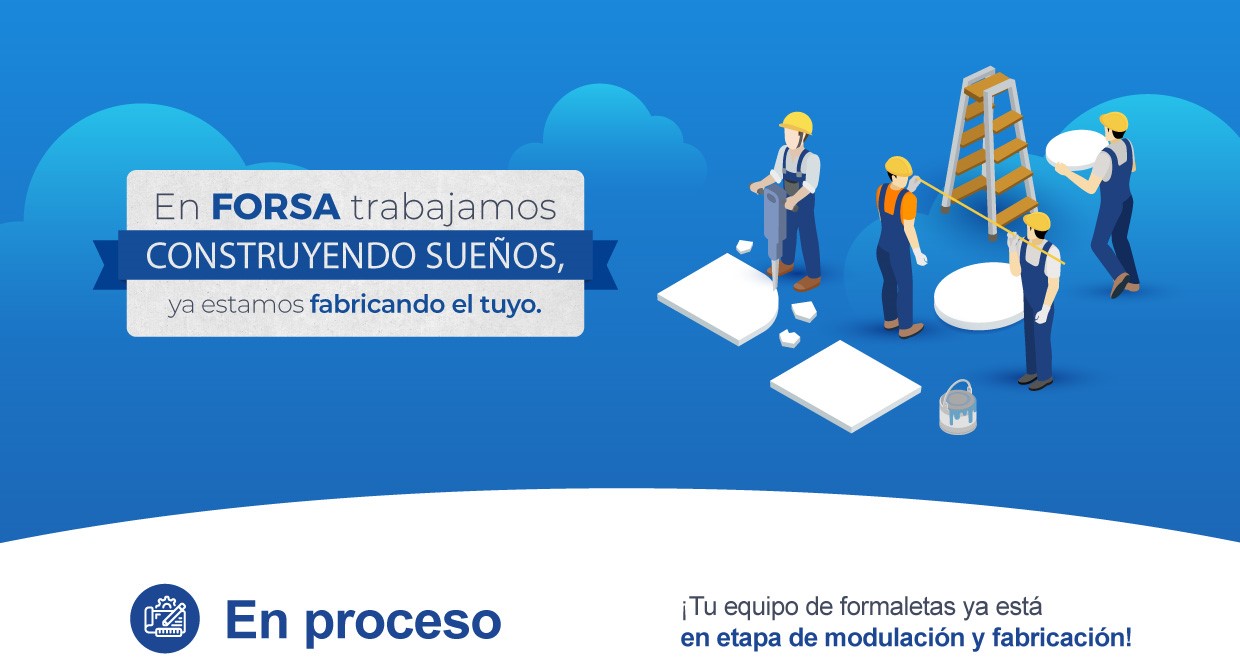 En FORSA trabajamos
CONSTRUYENDO SUEÑOS,
ya estamos fabricando el tuyo.
En proceso
¡Tu equipo de formaletas ya está
en etapa de modulación y fabricación!